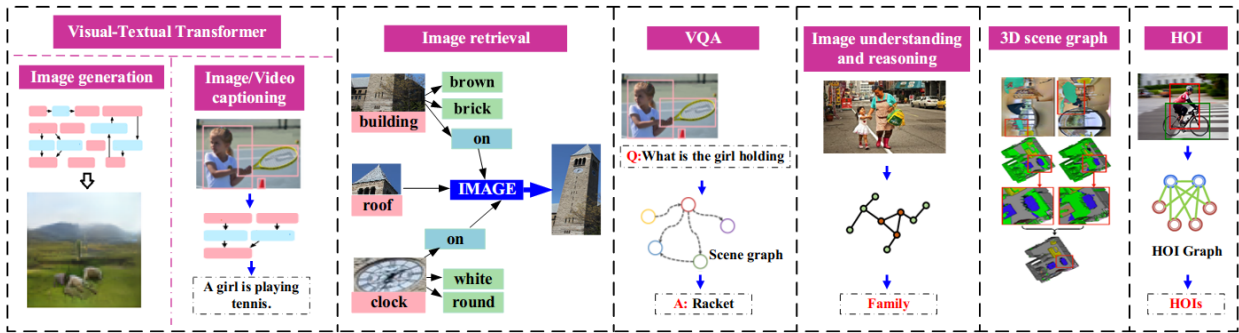 Visual-Textual Transformer
Image generation
Image/Video
captioning
A girl is playing
tennis.
Image retrieval
brown
brick
building
on
IMAGE
roof
on
white
round
clock
VQA
Q:What is the girl holding
Scene graph
A: Racket
Image understanding
and reasoning
Family
3D scene graph
HOI
HOI Graph
HOIs